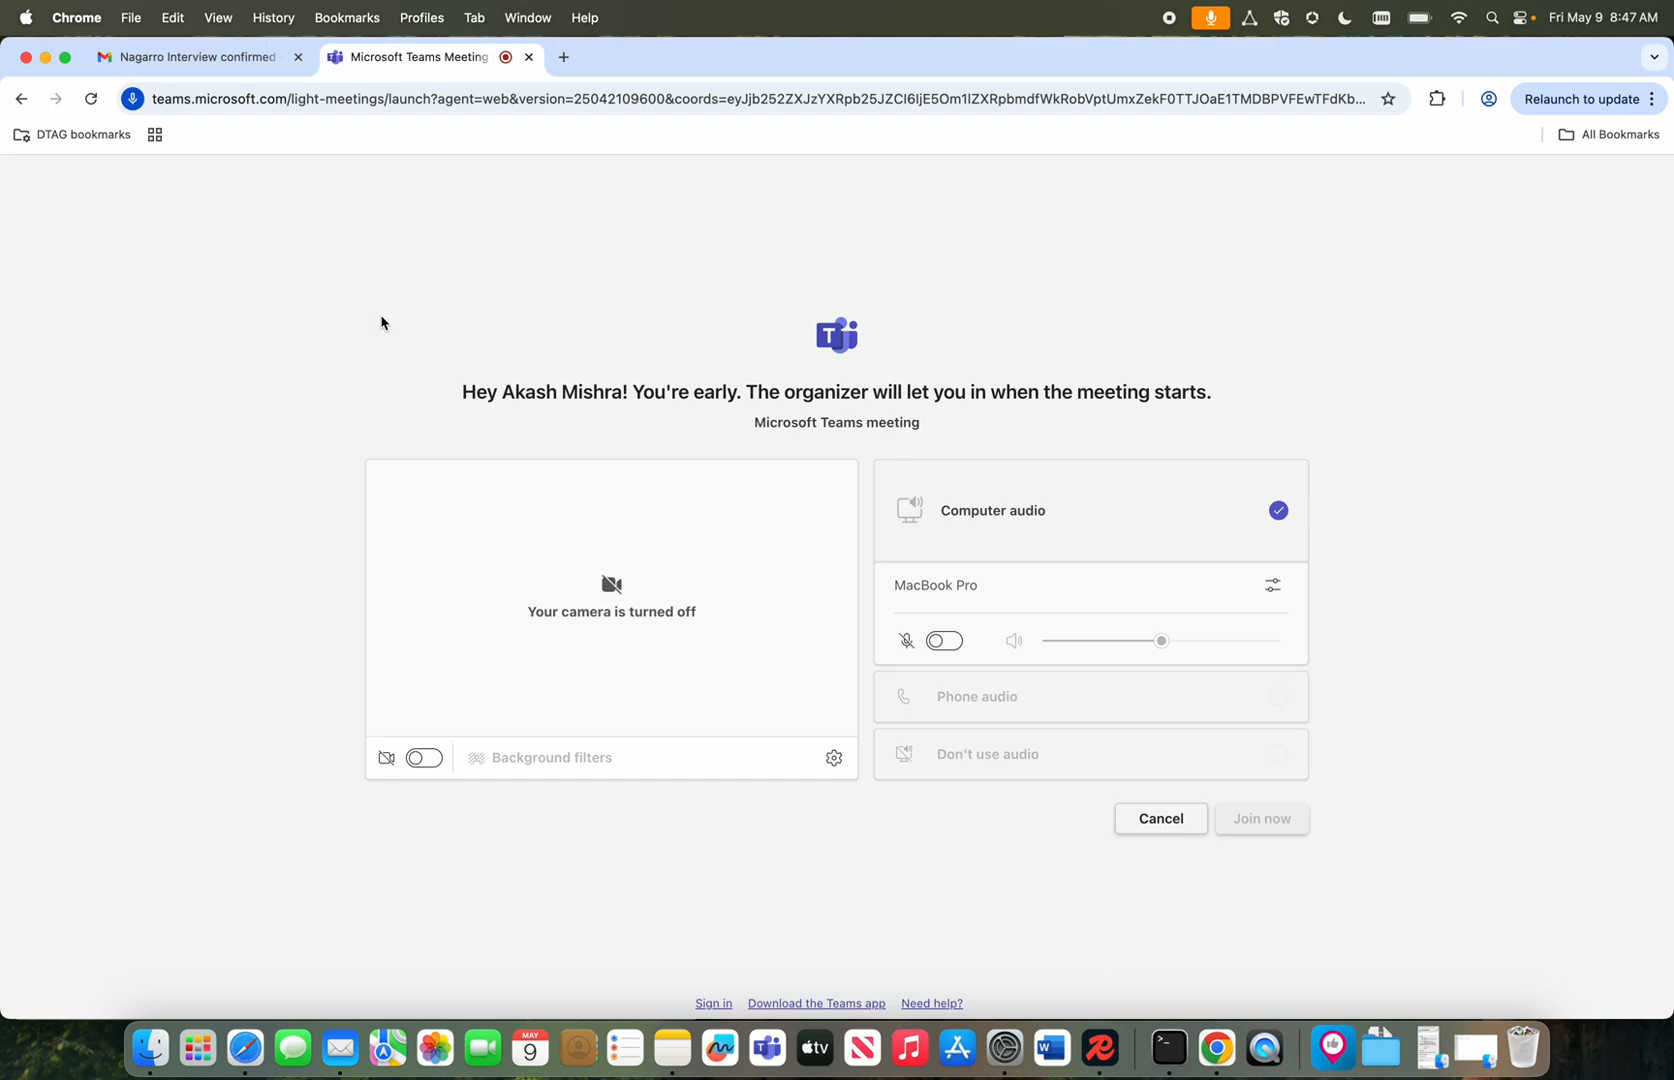 Chrome File Edit View History Bookmarks Profiles Tab Window Help Fri May 9 8:47 AM
Nagarro Interview confirmed Microsoft Teams Meeting
teams.microsoft.com/light-meetings/launch?agent=web&version=25042109600&coords=eyJjb252ZXJzYXRpb25JZCI6IjE5Om1lZXRpbmdfWkRobVptUmxZekF0TTJOaE1TMDBPVFEwTFdKb... Relaunch to update
DTAG bookmarks All Bookmarks
T
Hey Akash Mishra! You're early. The organizer will let you in when the meeting starts.
Microsoft Teams meeting
Computer audio
Your camera is turned off
MacBook Pro
Phone audio
Background filters
Don't use audio
Cancel Join now
Sign in Download the Teams app Need help?
MAY
9
tv